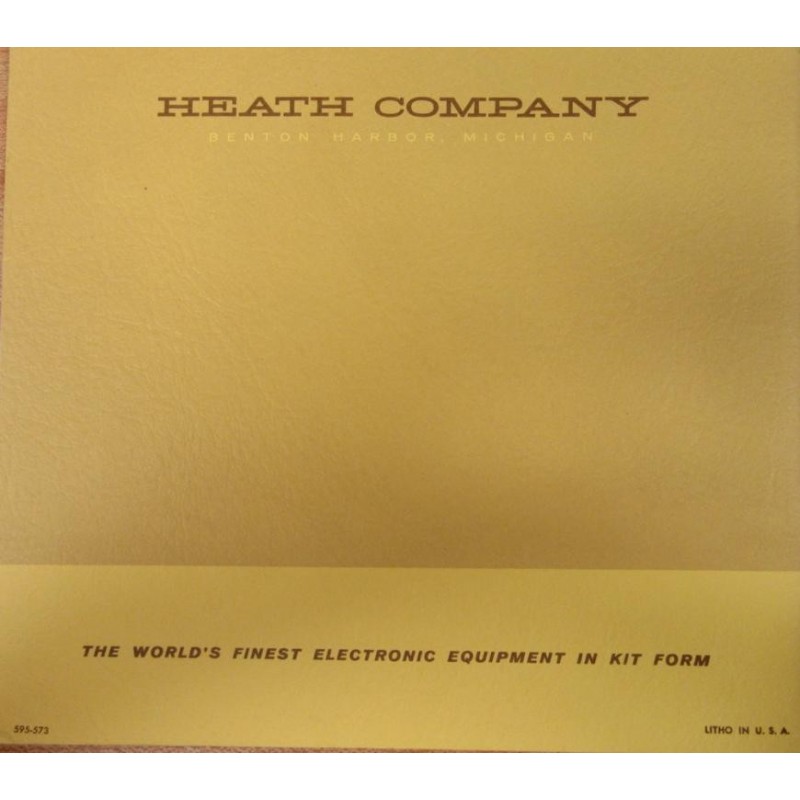 HEATH COMPANY
BENTON HARBOR, MICHIGAN
THE WORLD'S FINEST ELECTRONIC EQUIPMENT IN KIT FORM
595-573
LITHO IN U. S. A.